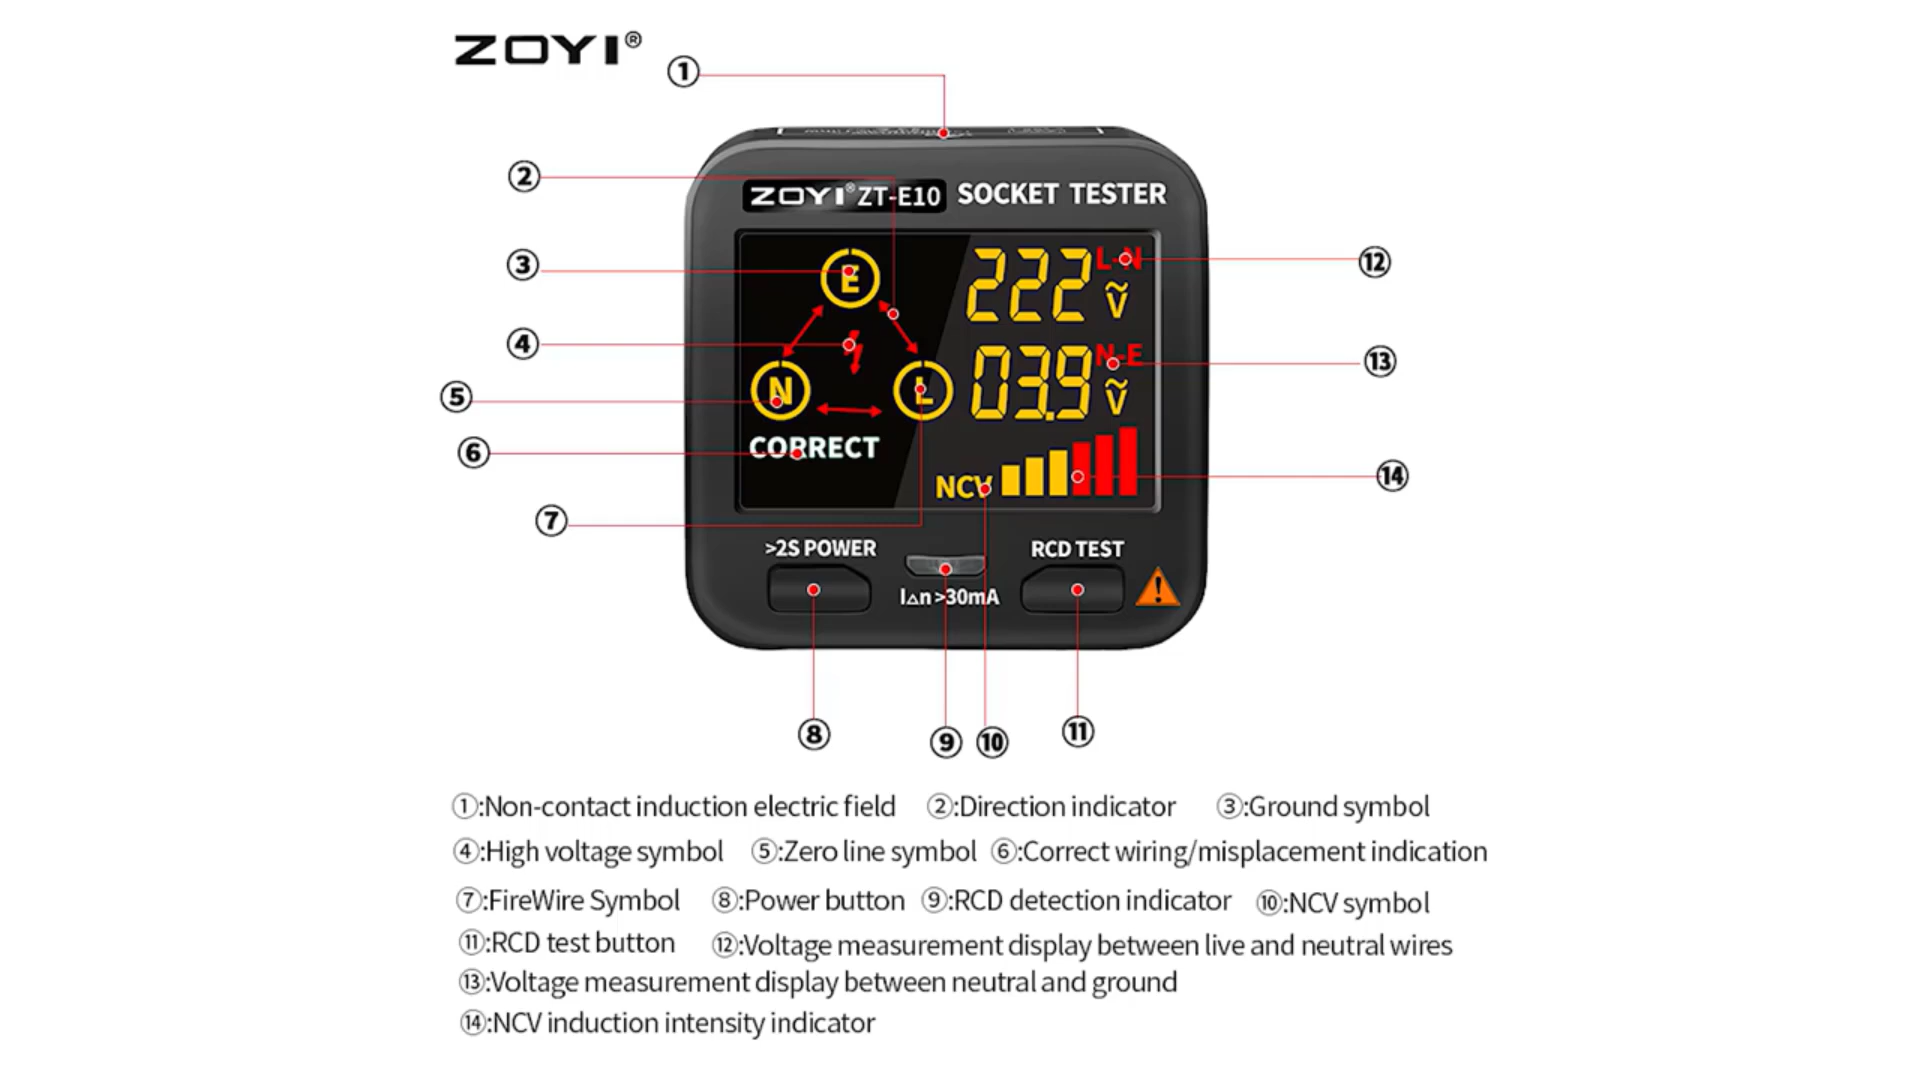 ZOYI®
①
②
ZOYI® ZT-E10 SOCKET TESTER
③
E
222 L-N
⑫
Ṽ
④
03.9 N-E
⑬
Ṽ
⑤
N
L
⑥
CORRECT
NCV
⑭
⑦
>2S POWER
RCD TEST
I△n >30mA
⑧
⑨
⑩
⑪
①:Non-contact induction electric field ②:Direction indicator ③:Ground symbol
④:High voltage symbol ⑤:Zero line symbol ⑥:Correct wiring/misplacement indication
⑦:FireWire Symbol ⑧:Power button ⑨:RCD detection indicator ⑩:NCV symbol
⑪:RCD test button ⑫:Voltage measurement display between live and neutral wires
⑬:Voltage measurement display between neutral and ground
⑭:NCV induction intensity indicator